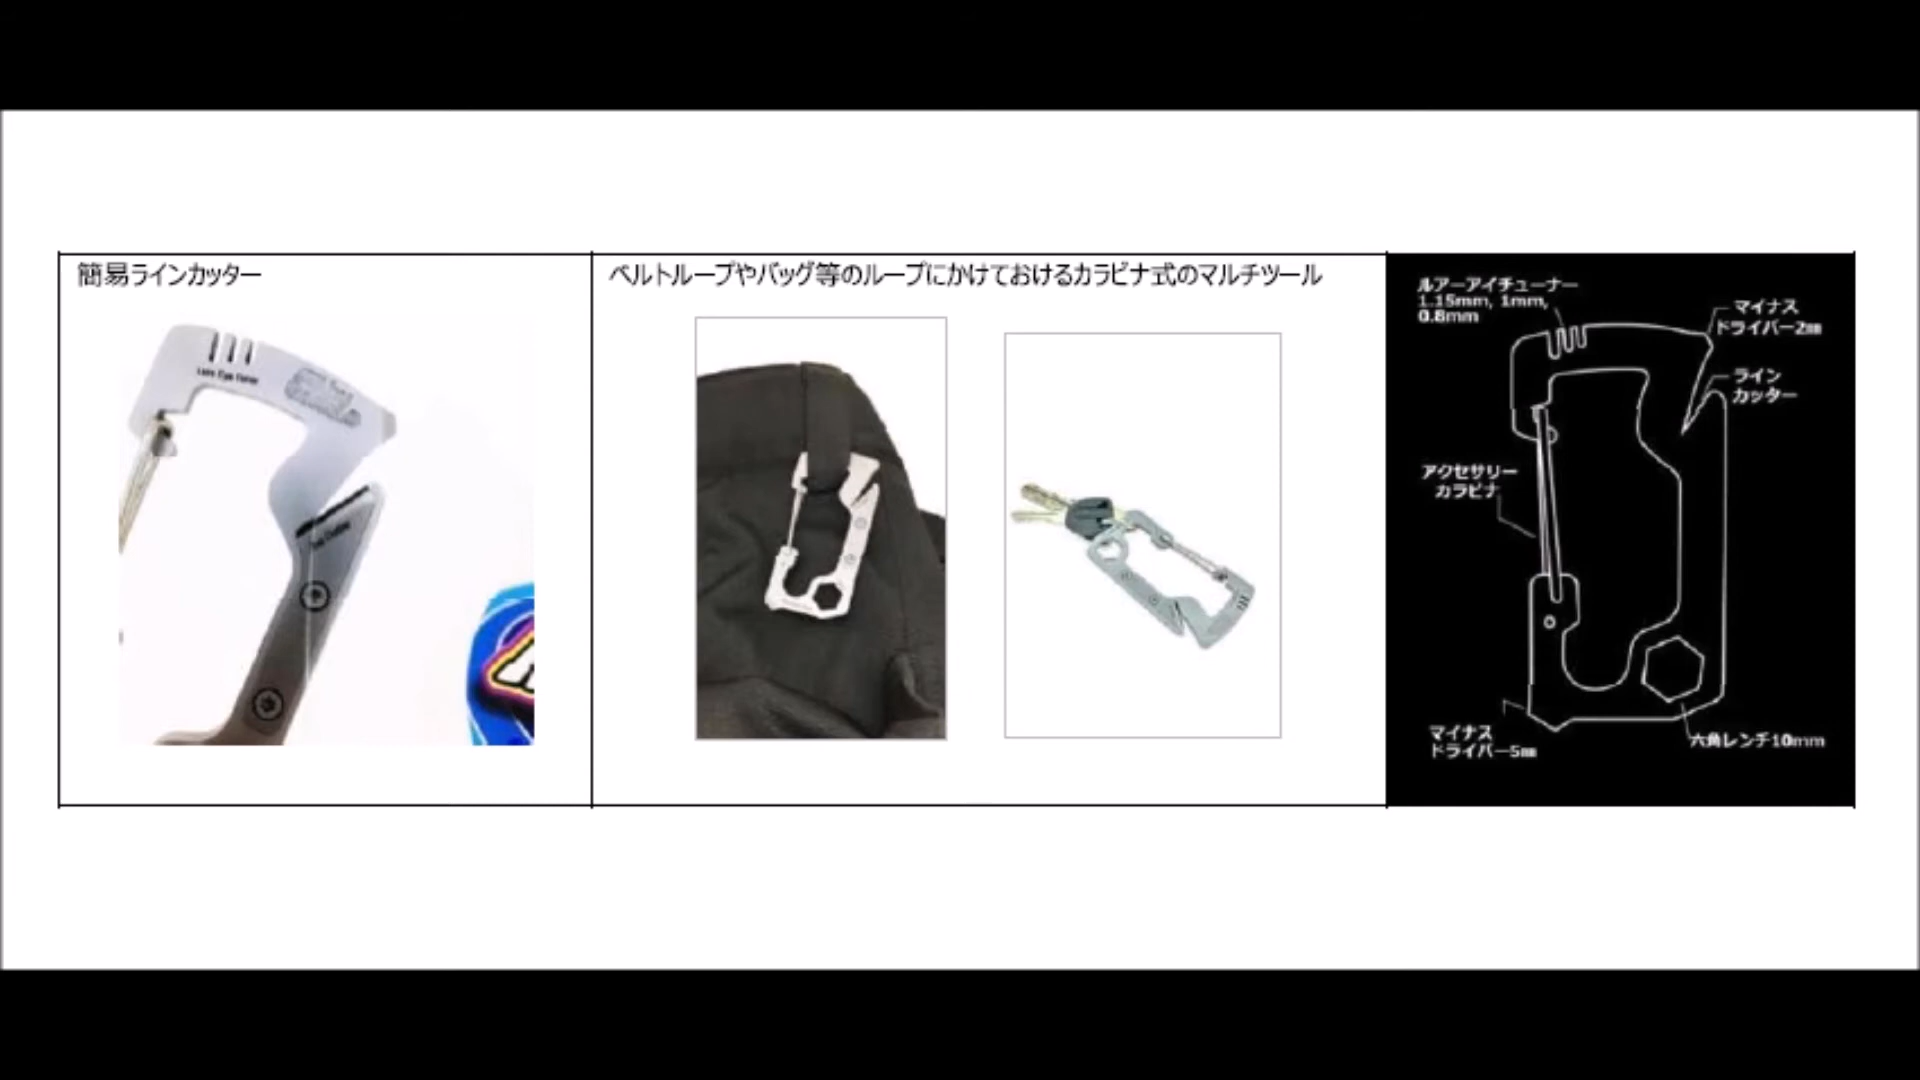 簡易ラインカッター
Lure Eye Tuner
ベルトループやバッグ等のループにかけておけるカラビナ式のマルチツール
ルアーアイチューナー
1.15mm, 1mm,
0.8mm
マイナス
ドライバー2㎜
ライン
カッター
アクセサリー
カラビナ
マイナス
ドライバー5㎜
六角レンチ10mm